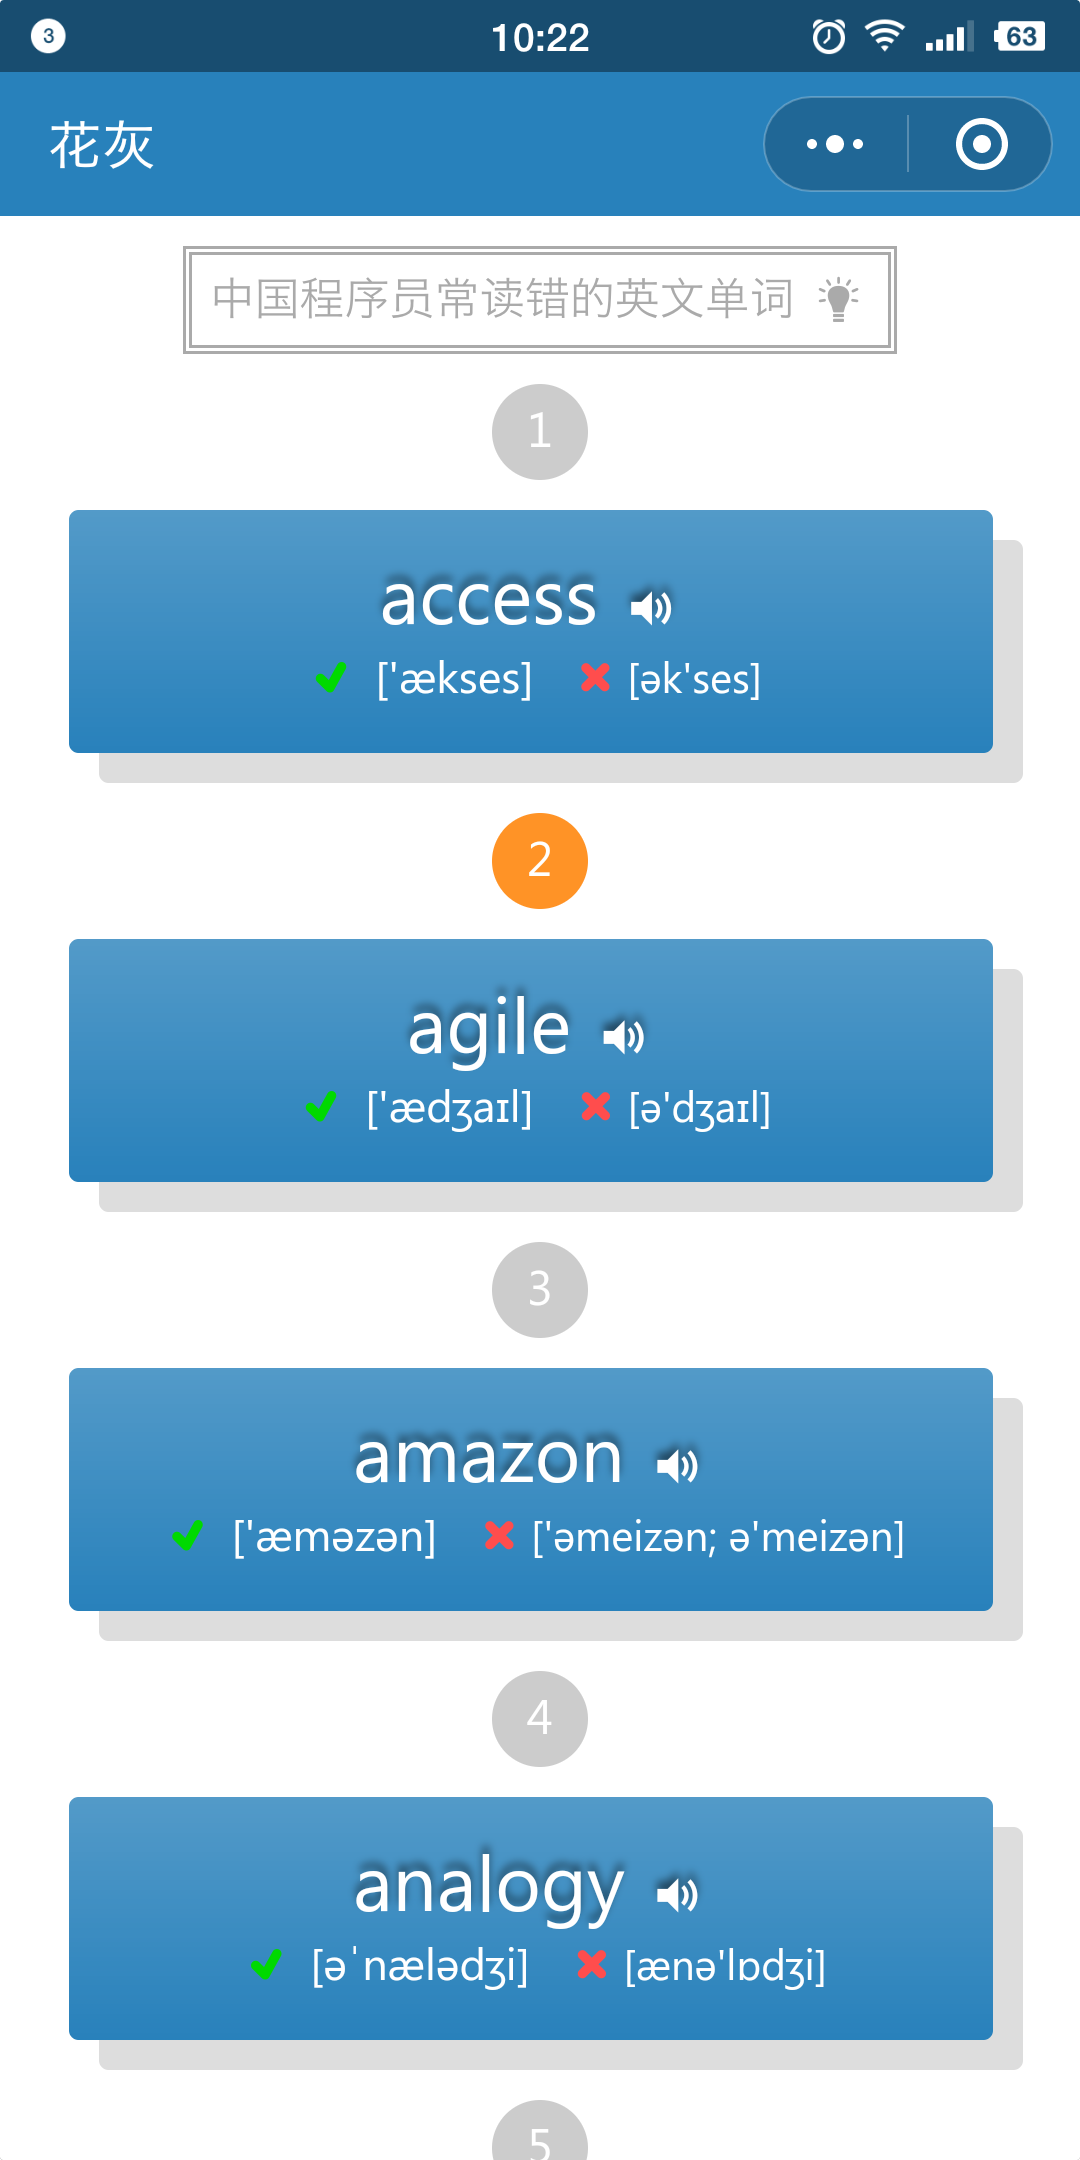 3
10:22
63
花灰
中国程序员常读错的英文单词
1
access
['ækses] [ək'ses]
2
agile
['ædʒaɪl] [ə'dʒaɪl]
3
amazon
['æməzən] ['əmeizən; ə'meizən]
4
analogy
[əˈnælədʒi] [ænə'lɒdʒi]
5